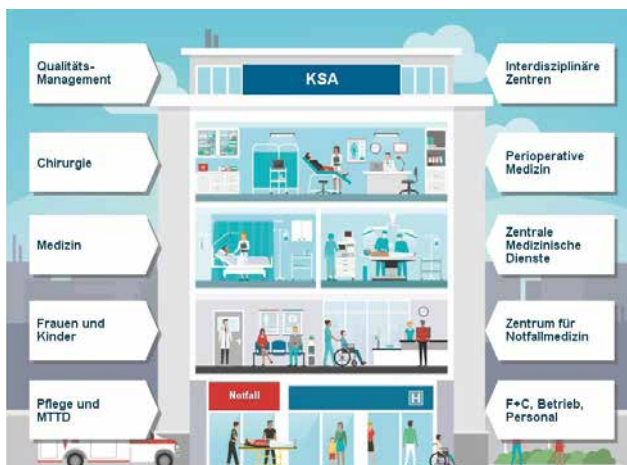 KSA
Qualitäts-
Management
Interdisziplinäre
Zentren
Chirurgie
Perioperative
Medizin
Medizin
Zentrale
Medizinische
Dienste
Frauen und
Kinder
Zentrum für
Notfallmedizin
Pflege und
MTTD
Notfall
H
F+C, Betrieb,
Personal